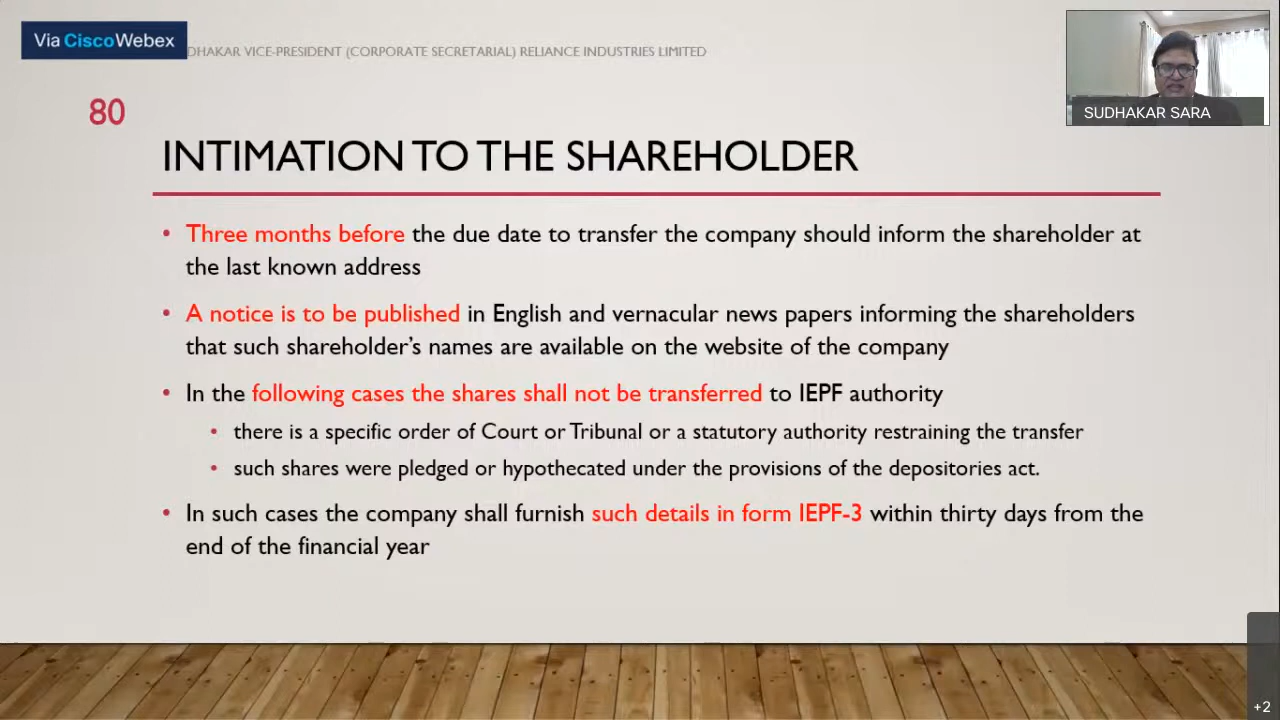 Via CiscoWebex
DHAKAR VICE-PRESIDENT (CORPORATE SECRETARIAL) RELIANCE INDUSTRIES LIMITED
SUDHAKAR SARA
80
INTIMATION TO THE SHAREHOLDER
• Three months before the due date to transfer the company should inform the shareholder at
the last known address
• A notice is to be published in English and vernacular news papers informing the shareholders
that such shareholder's names are available on the website of the company
• In the following cases the shares shall not be transferred to IEPF authority
• there is a specific order of Court or Tribunal or a statutory authority restraining the transfer
• such shares were pledged or hypothecated under the provisions of the depositories act.
• In such cases the company shall furnish such details in form IEPF-3 within thirty days from the
end of the financial year
+2